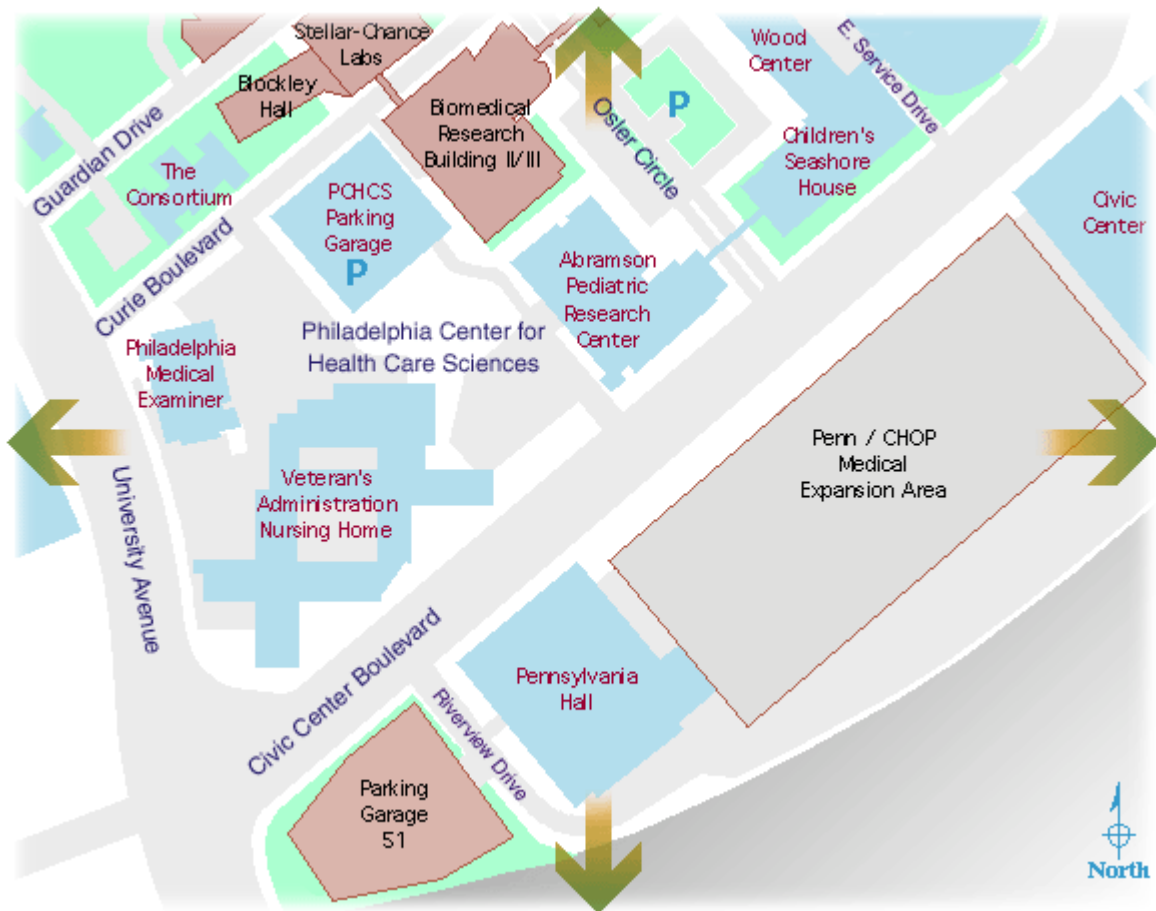 Stellar-Chance
Labs
Blockley
Hall
Biomedical
Research
Building II/III
Wood
Center
E. Service Drive
P
Osler Circle
Children's
Seashore
House
Guardian Drive
The
Consortium
PCHCS
Parking
Garage
P
Civic
Center
Curie Boulevard
Abramson
Pediatric
Research
Center
Philadelphia Center for
Health Care Sciences
Philadelphia
Medical
Examiner
Penn / CHOP
Medical
Expansion Area
University Avenue
Veteran's
Administration
Nursing Home
Civic Center Boulevard
Pennsylvania
Hall
Riverview Drive
Parking
Garage
51
North